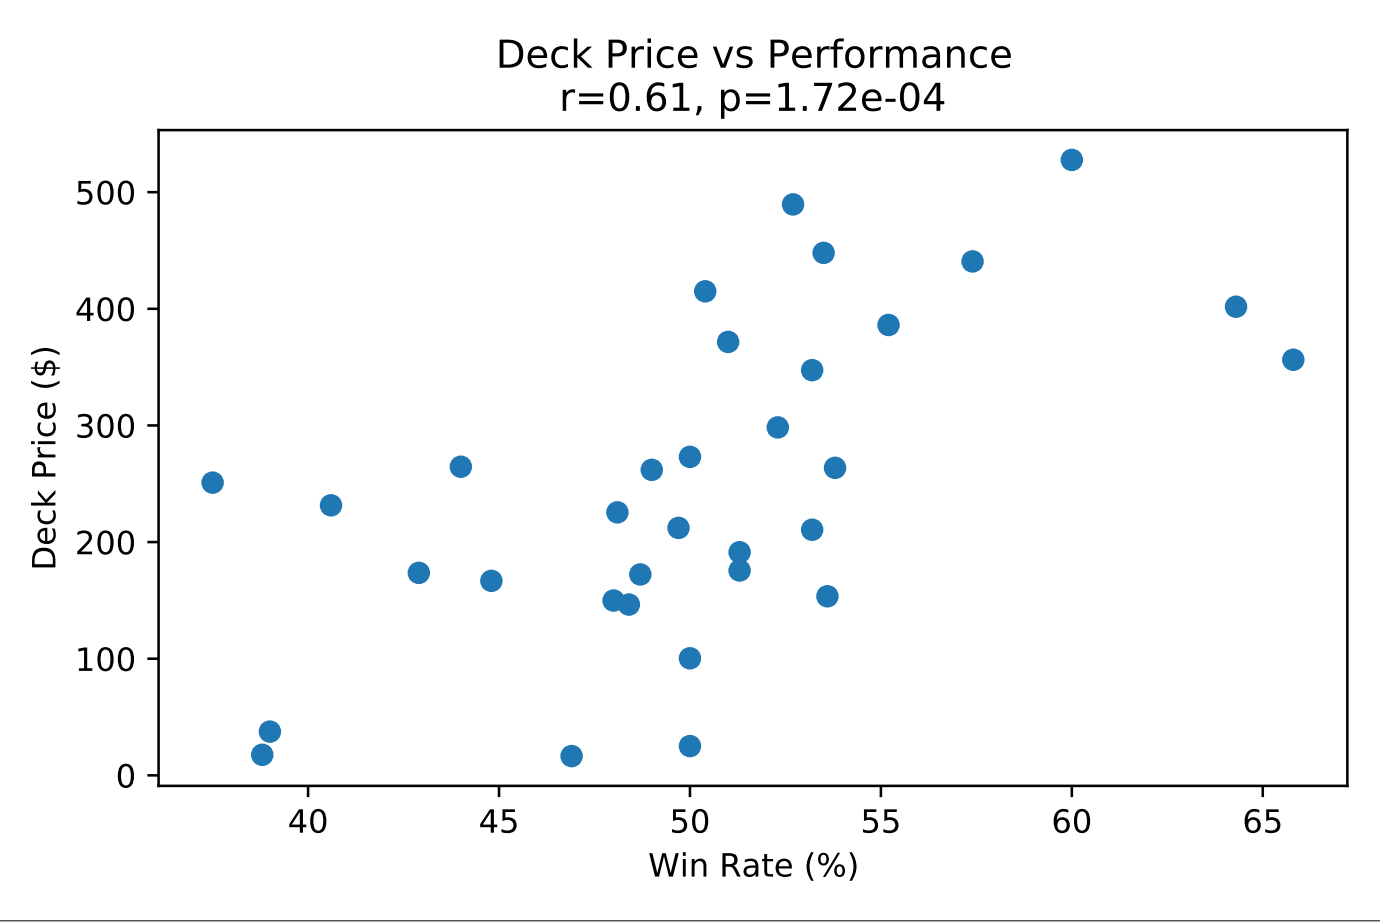 Deck Price vs Performance
r=0.61, p=1.72e-04
500
400
300
200
100
0
Deck Price ($)
40 45 50 55 60 65
Win Rate (%)